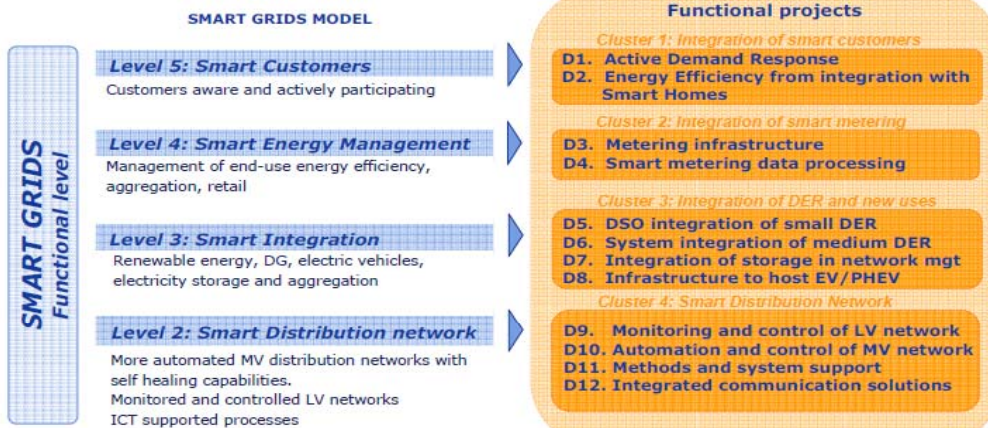 SMART GRIDS MODEL
Functional projects
SMART GRIDS
Functional level
Level 5: Smart Customers
Customers aware and actively participating
Cluster 1: Integration of smart customers
D1. Active Demand Response
D2. Energy Efficiency from integration with
Smart Homes
Level 4: Smart Energy Management
Management of end-use energy efficiency,
aggregation, retail
Cluster 2: Integration of smart metering
D3. Metering infrastructure
D4. Smart metering data processing
Level 3: Smart Integration
Renewable energy, DG, electric vehicles,
electricity storage and aggregation
Cluster 3: Integration of DER and new uses
D5. DSO integration of small DER
D6. System integration of medium DER
D7. Integration of storage in network mgt
D8. Infrastructure to host EV/PHEV
Level 2: Smart Distribution network
More automated MV distribution networks with
self healing capabilities.
Monitored and controlled LV networks
ICT supported processes
Cluster 4: Smart Distribution Network
D9. Monitoring and control of LV network
D10. Automation and control of MV network
D11. Methods and system support
D12. Integrated communication solutions